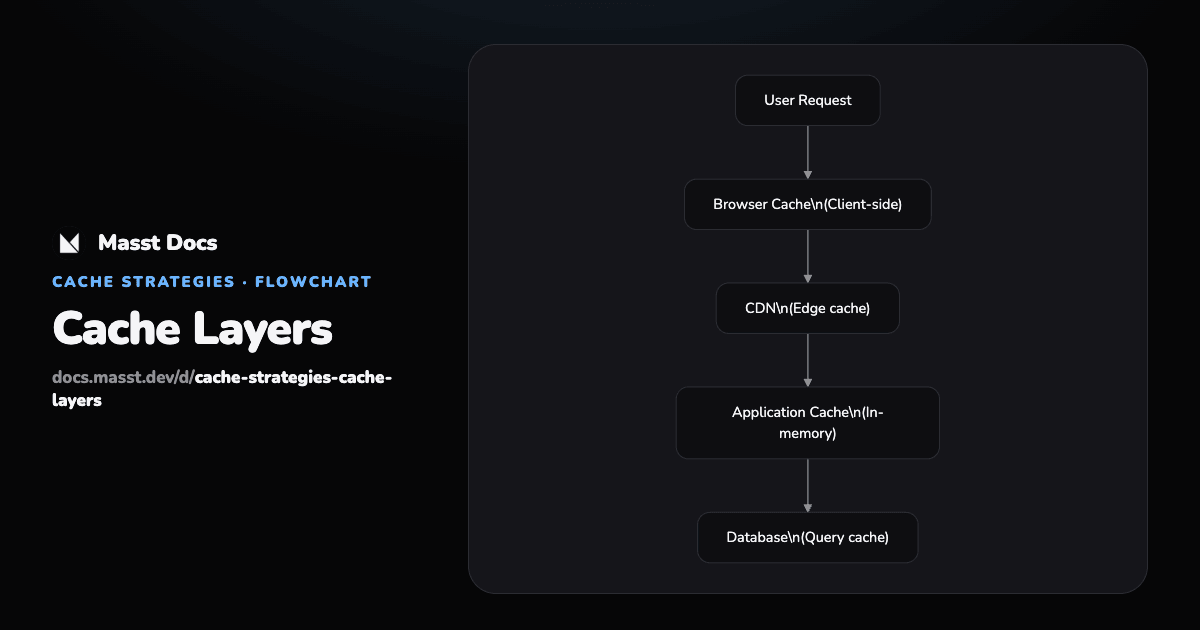 Masst Docs
CACHE STRATEGIES · FLOWCHART
Cache Layers
docs.masst.dev/d/cache-strategies-cache-
layers
User Request
Browser Cache\n(Client-side)
CDN\n(Edge cache)
Application Cache\n(In-
memory)
Database\n(Query cache)